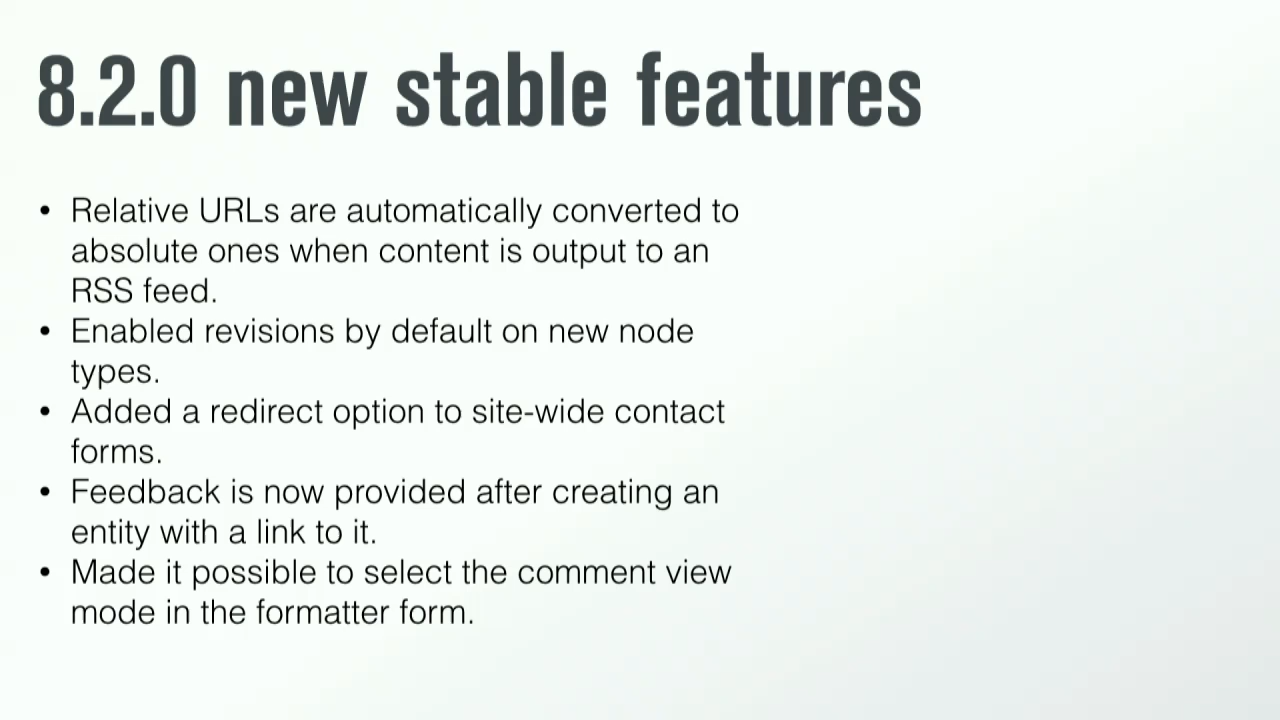 8.2.0 new stable features
• Relative URLs are automatically converted to
absolute ones when content is output to an
RSS feed.
• Enabled revisions by default on new node
types.
• Added a redirect option to site-wide contact
forms.
• Feedback is now provided after creating an
entity with a link to it.
• Made it possible to select the comment view
mode in the formatter form.